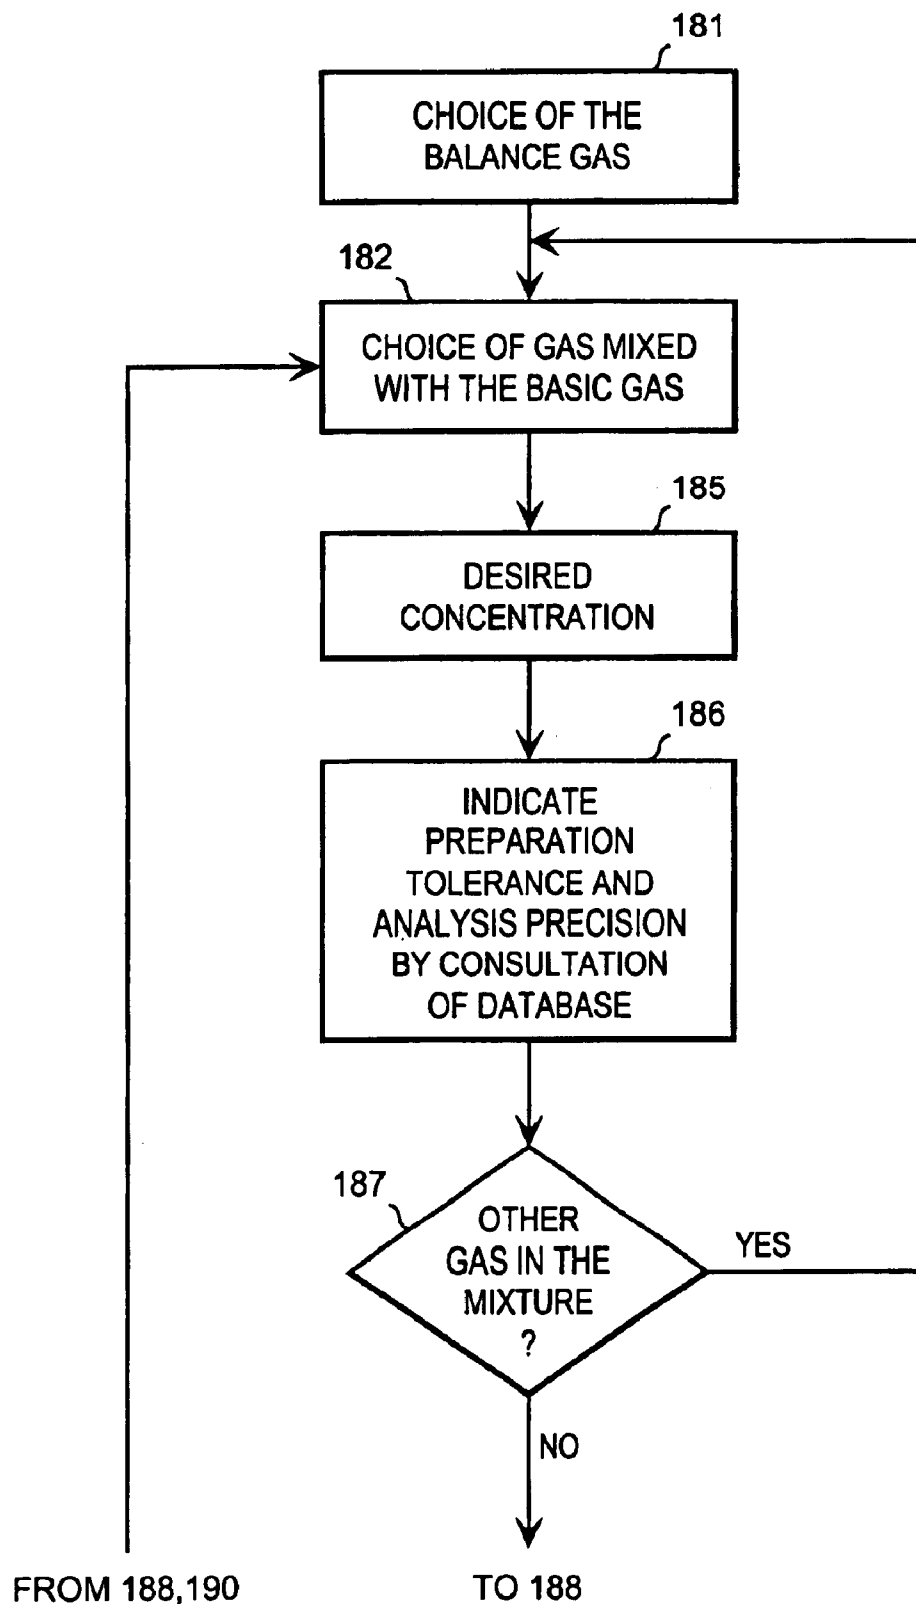 181
CHOICE OF THE
BALANCE GAS
182
CHOICE OF GAS MIXED
WITH THE BASIC GAS
185
DESIRED
CONCENTRATION
186
INDICATE
PREPARATION
TOLERANCE AND
ANALYSIS PRECISION
BY CONSULTATION
OF DATABASE
187
OTHER
GAS IN THE
MIXTURE
?
YES
NO
FROM 188,190
TO 188